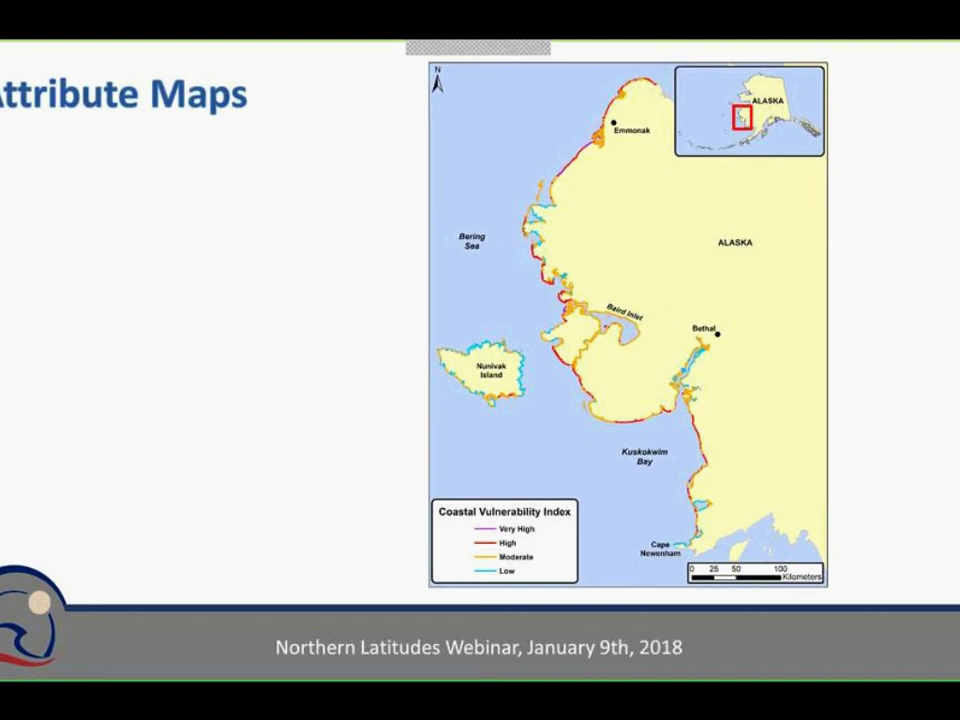 Attribute Maps
N
ALASKA
Emmonak
Bering
Sea
ALASKA
Baird Inlet
Bethal
Nunivak
Island
Kuskokwim
Bay
Coastal Vulnerability Index
Very High
High
Moderate
Low
Cape
Newenham
0 25 50 100
Kilometers
Northern Latitudes Webinar, January 9th, 2018